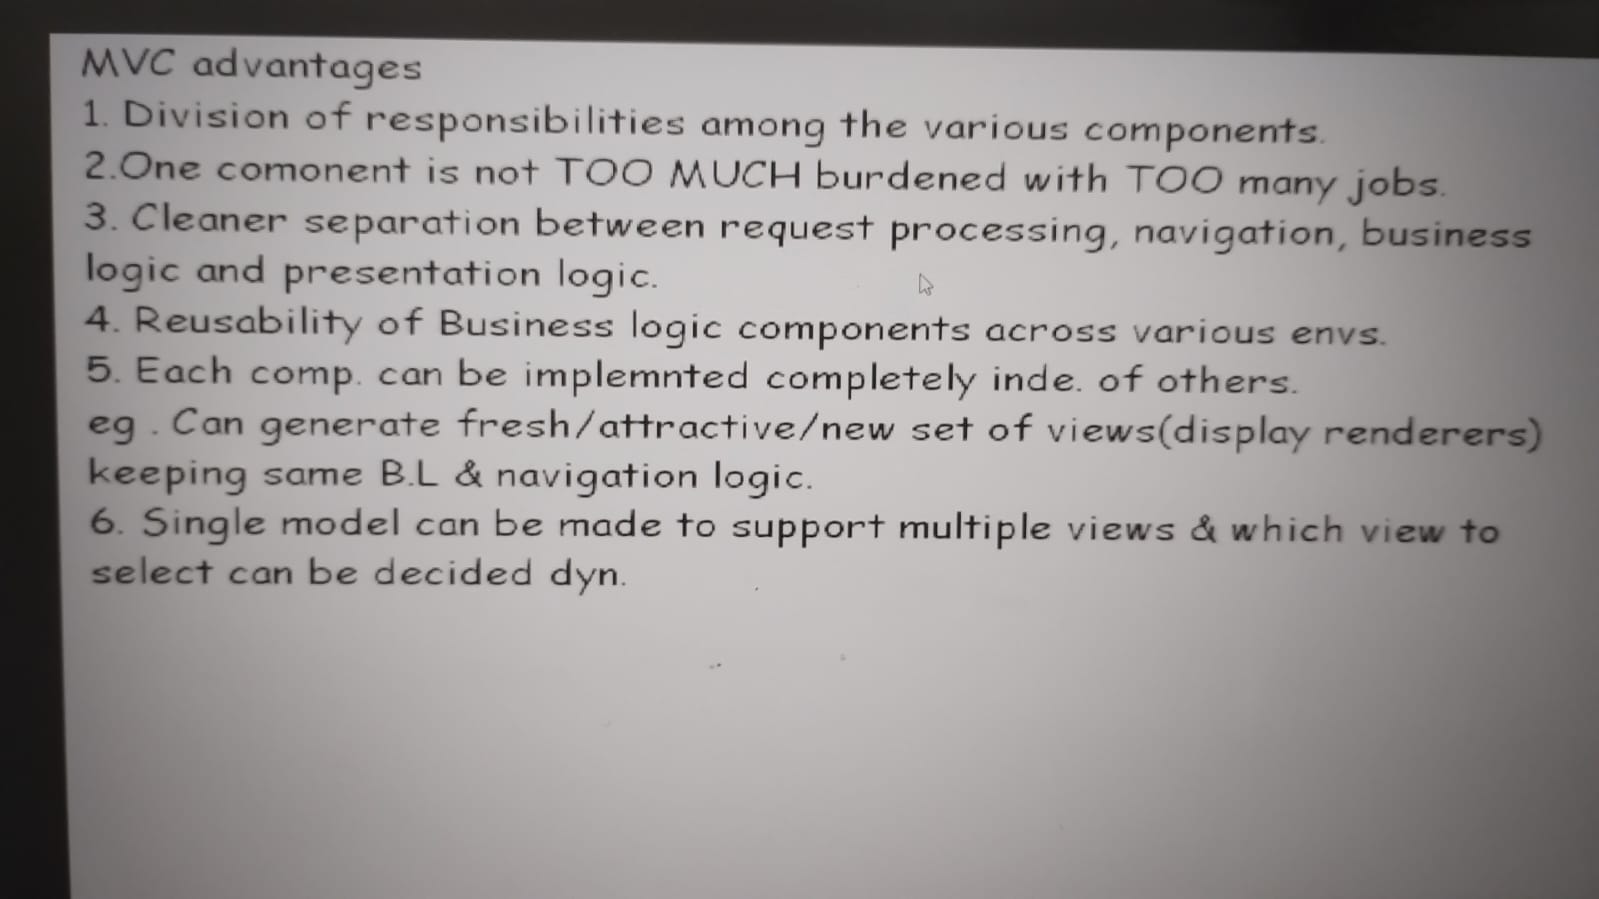 MVC advantages
1. Division of responsibilities among the various components.
2.One comonent is not TOO MUCH burdened with TOO many jobs.
3. Cleaner separation between request processing, navigation, business
logic and presentation logic.
4. Reusability of Business logic components across various envs.
5. Each comp. can be implemnted completely inde. of others.
eg . Can generate fresh/attractive/new set of views(display renderers)
keeping same B.L & navigation logic.
6. Single model can be made to support multiple views & which view to
select can be decided dyn.